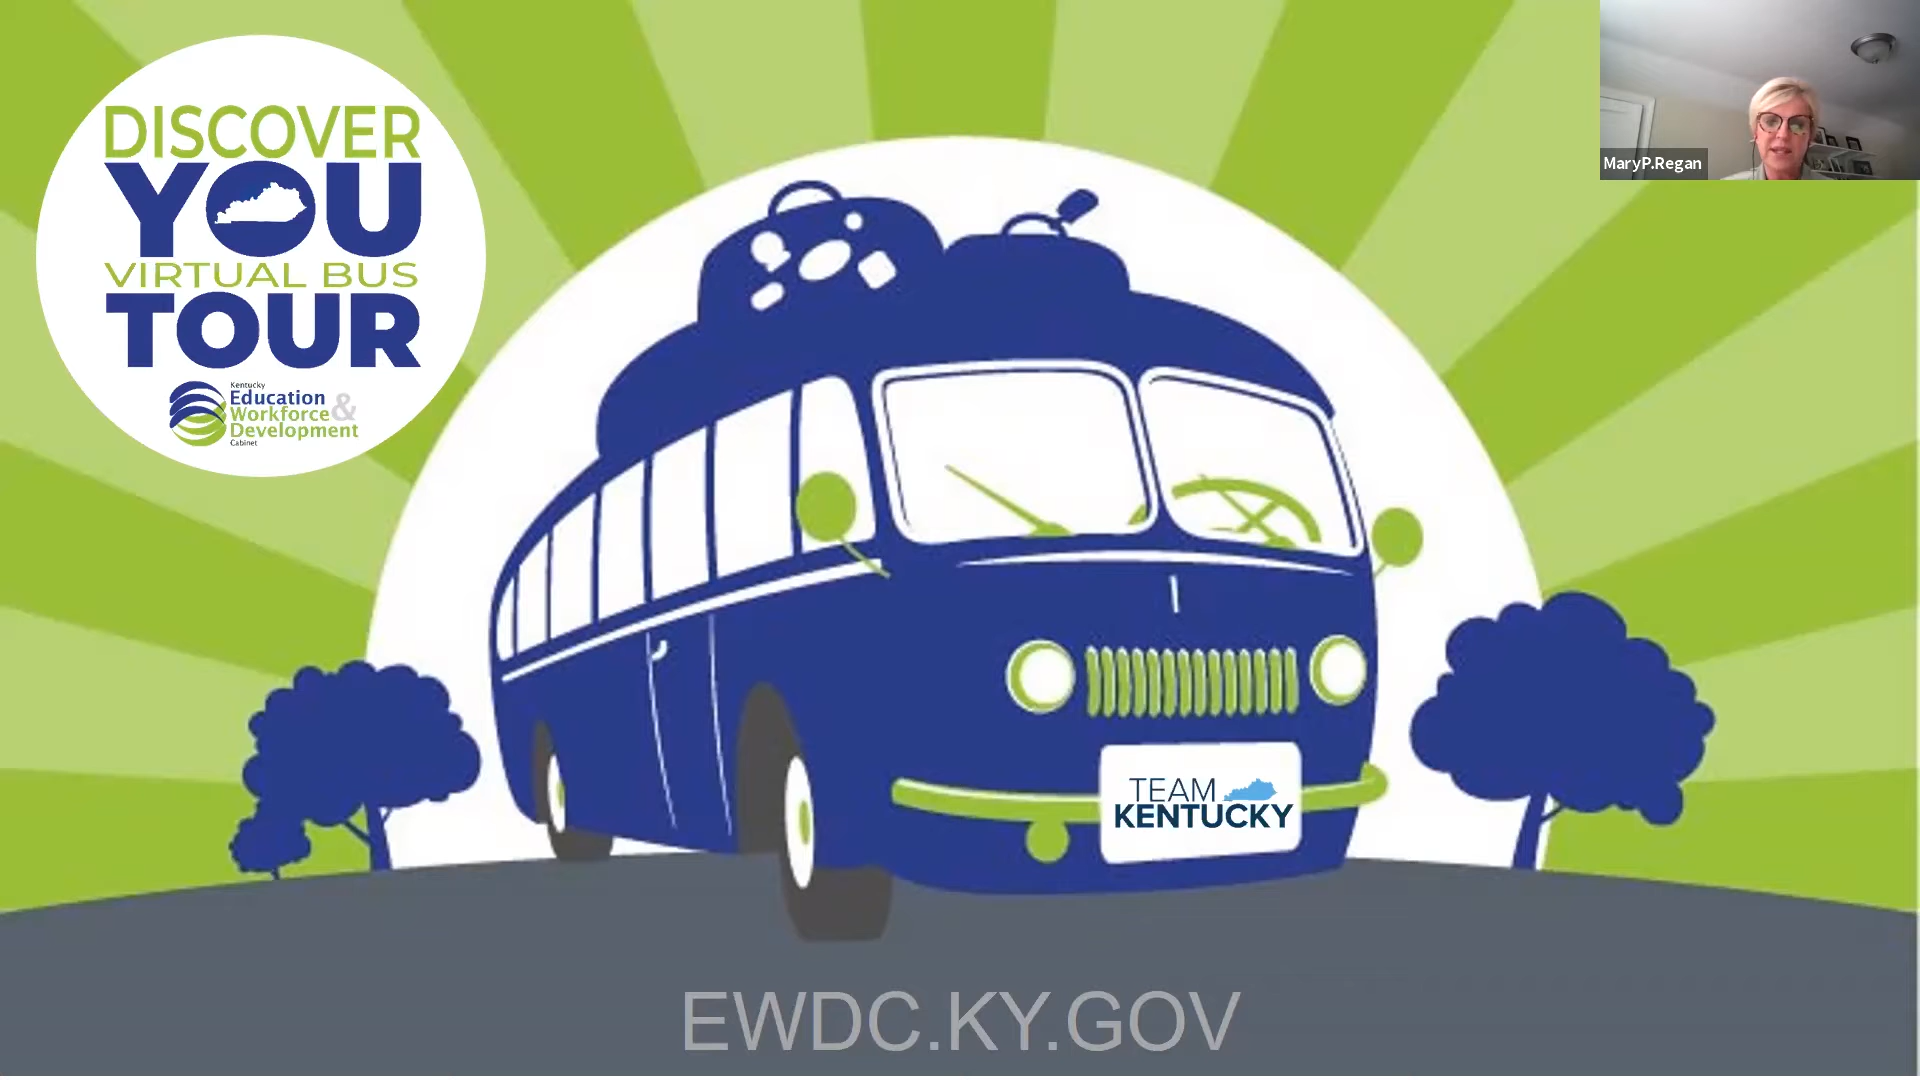 DISCOVER
YOU
VIRTUAL BUS
TOUR
Kentucky
Education
Workforce &
Development
Cabinet
MaryP.Regan
TEAM
KENTUCKY
EWDC.KY.GOV